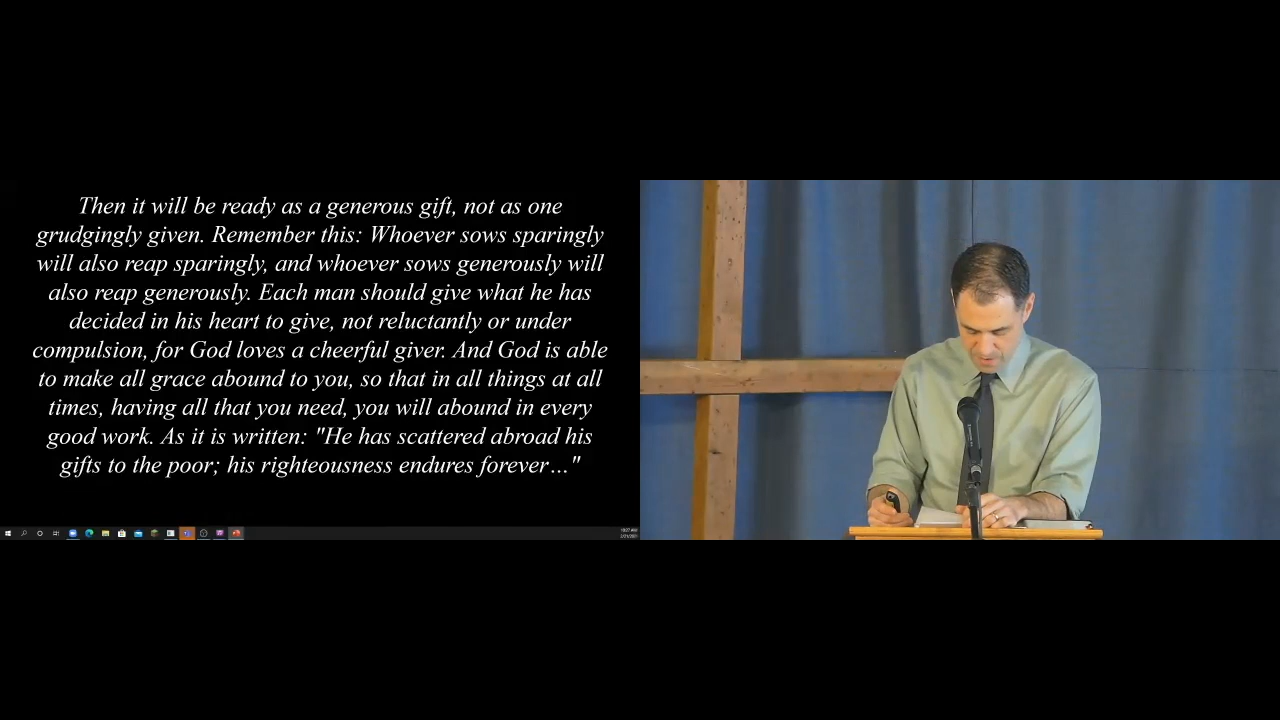 Then it will be ready as a generous gift, not as one
grudgingly given. Remember this: Whoever sows sparingly
will also reap sparingly, and whoever sows generously will
also reap generously. Each man should give what he has
decided in his heart to give, not reluctantly or under
compulsion, for God loves a cheerful giver. And God is able
to make all grace abound to you, so that in all things at all
times, having all that you need, you will abound in every
good work. As it is written: "He has scattered abroad his
gifts to the poor; his righteousness endures forever…"